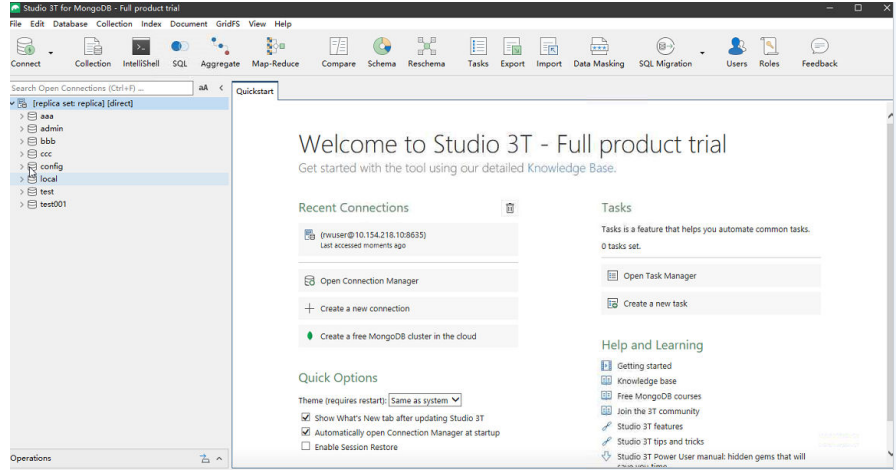 Studio 3T for MongoDB - Full product trial
File Edit Database Collection Index Document GridFS View Help
Connect Collection IntelliShell SQL Aggregate Map-Reduce Compare Schema Reschema Tasks Export Import Data Masking SQL Migration Users Roles Feedback
Search Open Connections (Ctrl+F) ... aA
Quickstart
[replica set: replica] [direct]
aaa
admin
bbb
ccc
config
local
test
test001
Welcome to Studio 3T - Full product trial
Get started with the tool using our detailed Knowledge Base.
Recent Connections
(rwuser@10.154.218.10:8635)
Last accessed moments ago
Open Connection Manager
Create a new connection
Create a free MongoDB cluster in the cloud
Quick Options
Theme (requires restart): Same as system
Show What's New tab after updating Studio 3T
Automatically open Connection Manager at startup
Enable Session Restore
Tasks
Tasks is a feature that helps you automate common tasks.
0 tasks set.
Open Task Manager
Create a new task
Help and Learning
Getting started
Knowledge base
Free MongoDB courses
Join the 3T community
Studio 3T features
Studio 3T tips and tricks
Studio 3T Power User manual: hidden gems that will
save you time
Operations